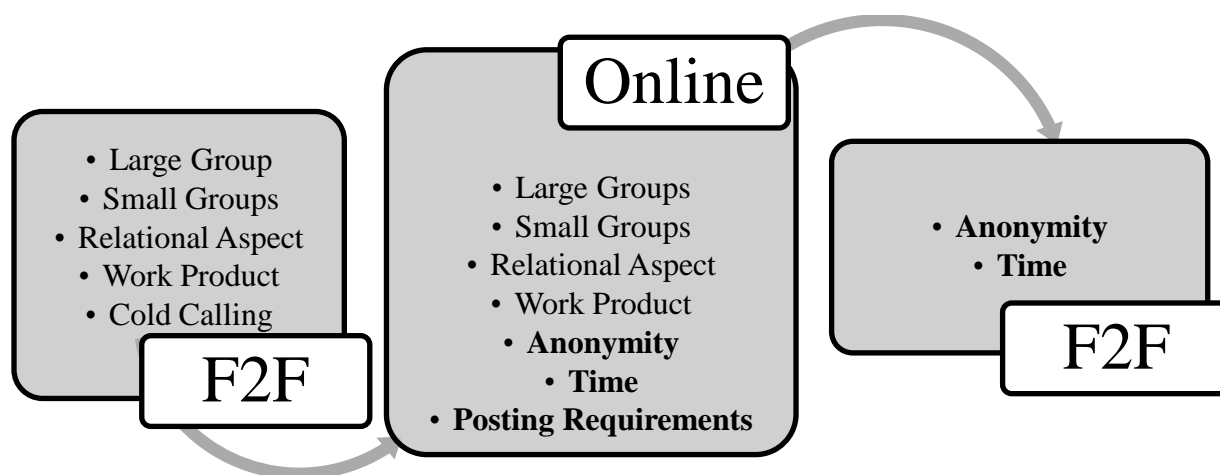 • Large Group
• Small Groups
• Relational Aspect
• Work Product
• Cold Calling
F2F
Online
• Large Groups
• Small Groups
• Relational Aspect
• Work Product
• Anonymity
• Time
• Posting Requirements
• Anonymity
• Time
F2F